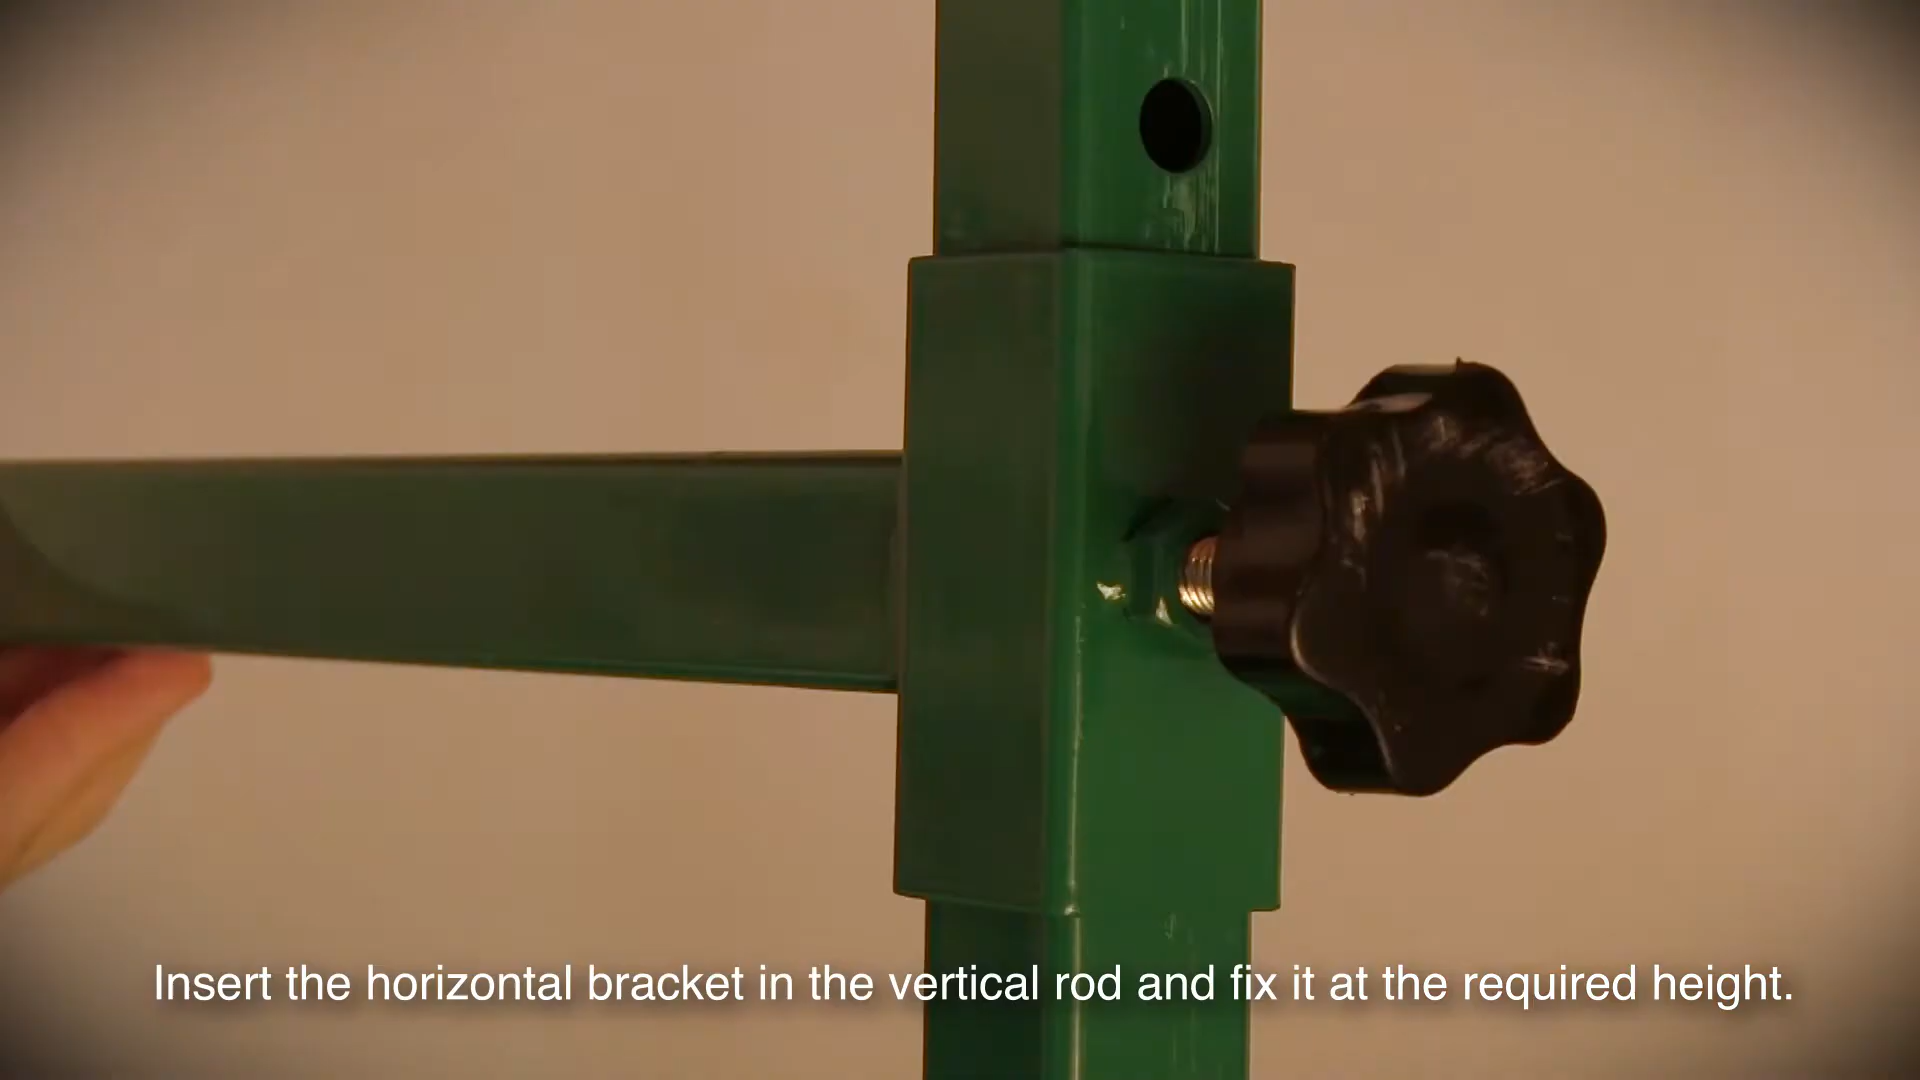 Insert the horizontal bracket in the vertical rod and fix it at the required height.